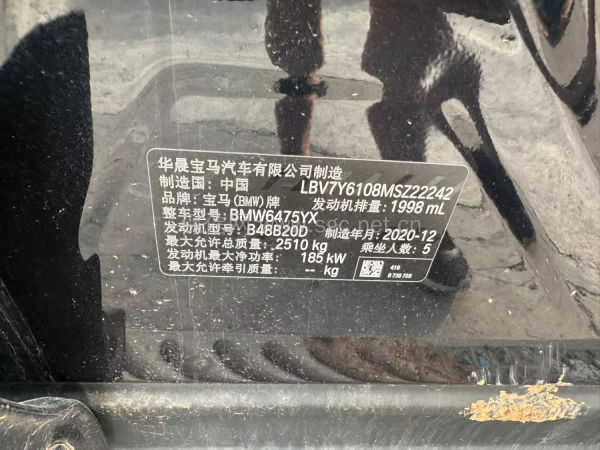 华晨宝马汽车有限公司制造
制造国: 中国 LBV7Y6108MSZ22242
品牌: 宝马(BMW)牌 发动机排量: 1998 mL
整车型号: BMW6475YX
发动机型号: B48B20D 制造年月: 2020-12
最大允许总质量: 2510 kg 乘坐人数: 5
发动机最大净功率: 185 kW
最大允许牵引质量: -- kg
416